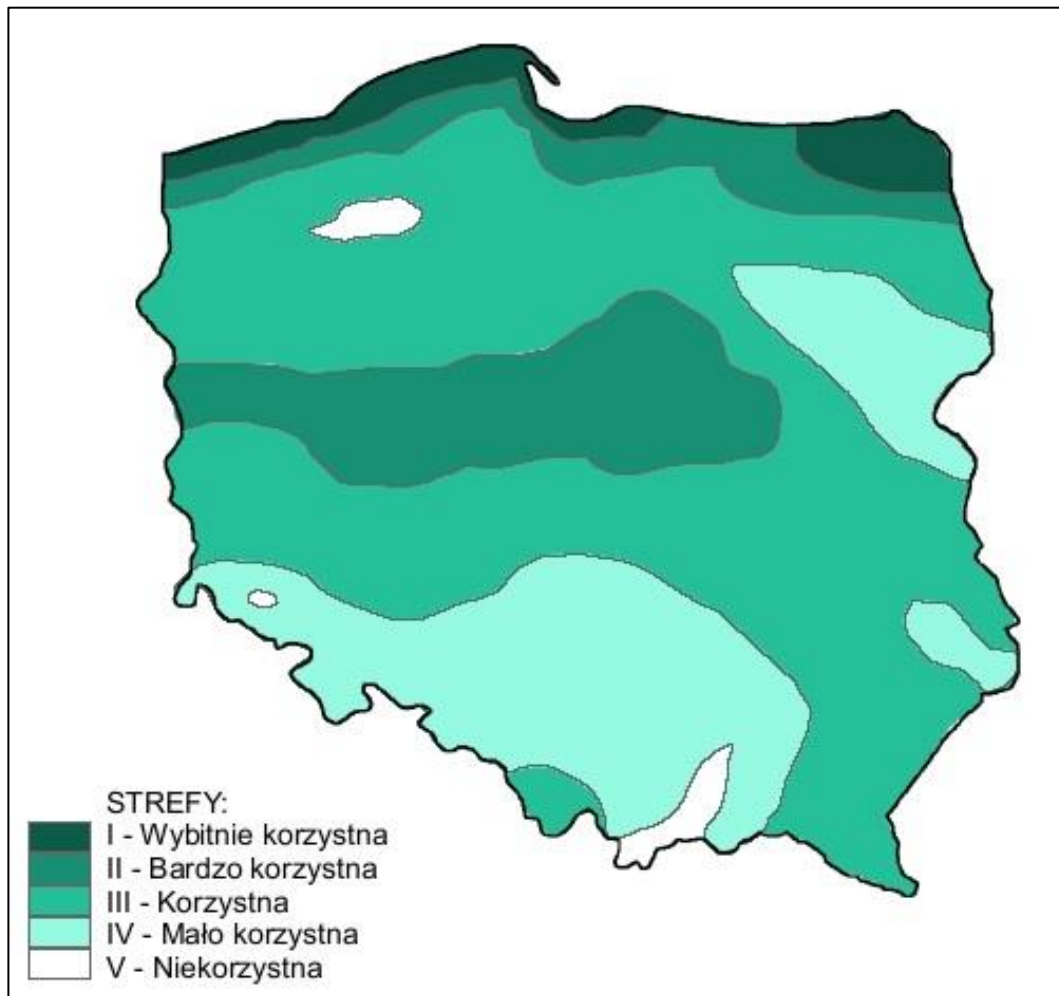 STREFY:
I - Wybitnie korzystna
II - Bardzo korzystna
III - Korzystna
IV - Mało korzystna
V - Niekorzystna